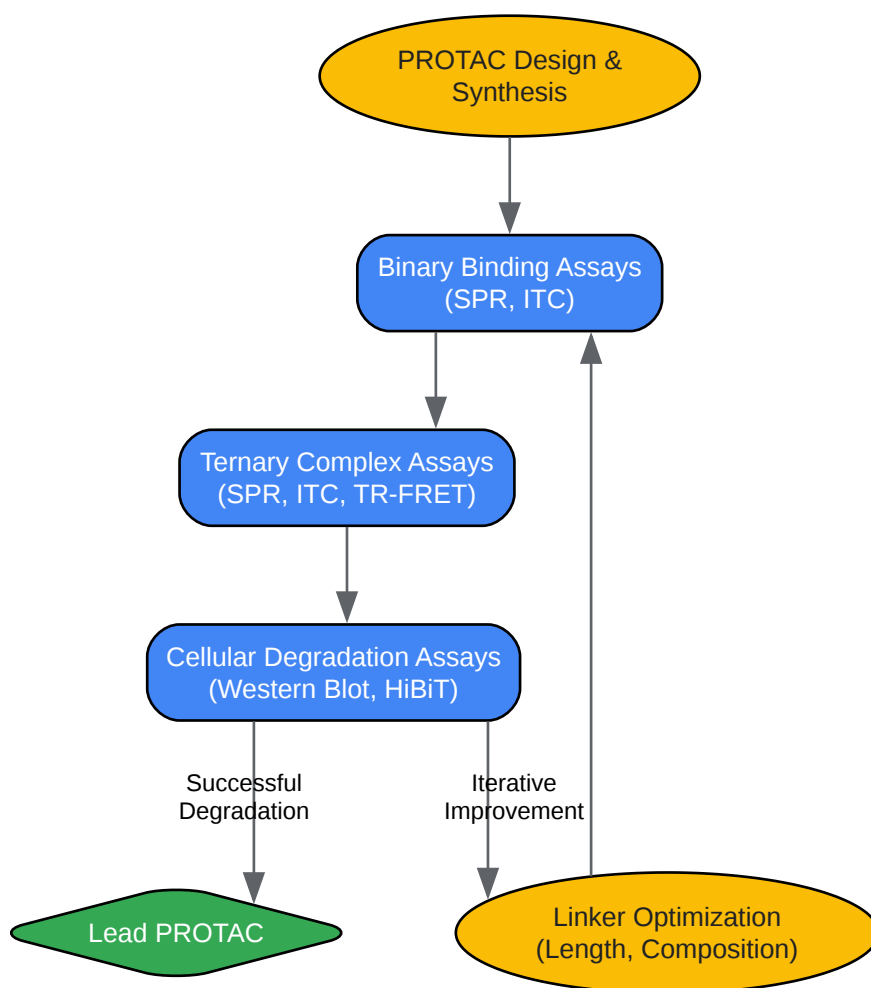 PROTAC Design &
Synthesis
Binary Binding Assays
(SPR, ITC)
Ternary Complex Assays
(SPR, ITC, TR-FRET)
Cellular Degradation Assays
(Western Blot, HiBiT)
Successful
Degradation
Iterative
Improvement
Lead PROTAC
Linker Optimization
(Length, Composition)